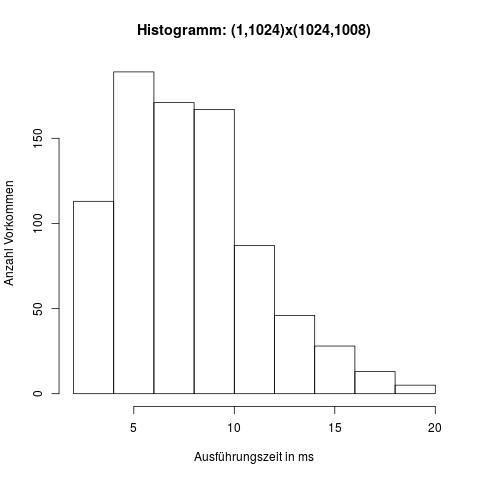 Histogramm: (1,1024)x(1024,1008)
Anzahl Vorkommen
150
100
50
0
5 10 15 20
Ausführungszeit in ms